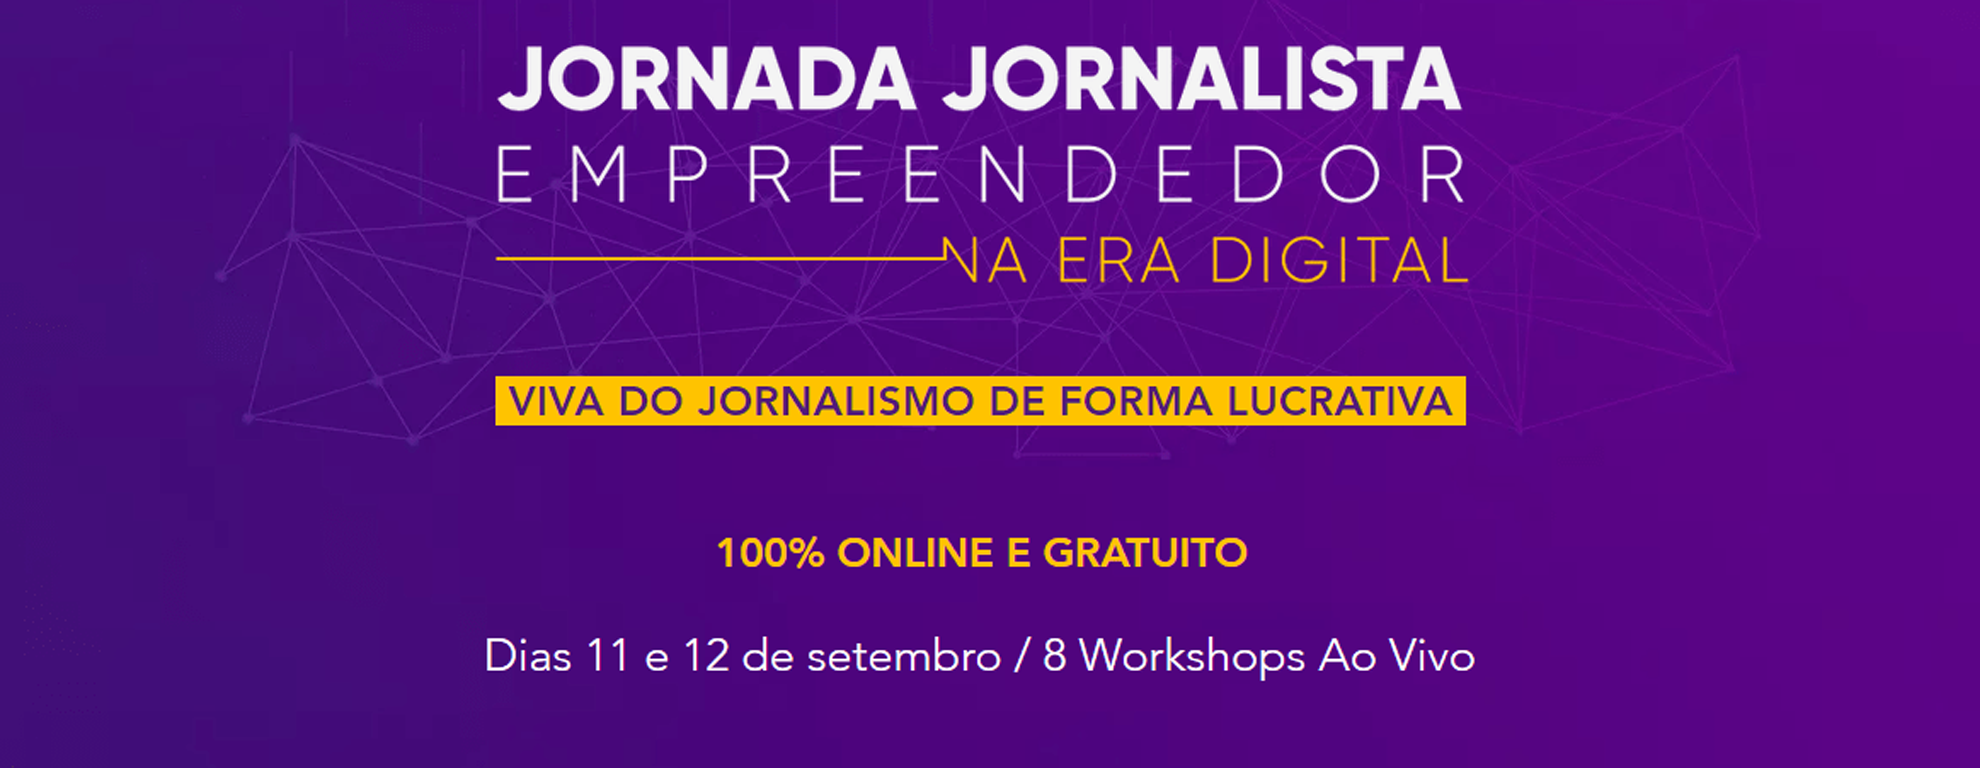 JORNADA JORNALISTA
EMPREENDEDOR
NA ERA DIGITAL
VIVA DO JORNALISMO DE FORMA LUCRATIVA
100% ONLINE E GRATUITO
Dias 11 e 12 de setembro / 8 Workshops Ao Vivo